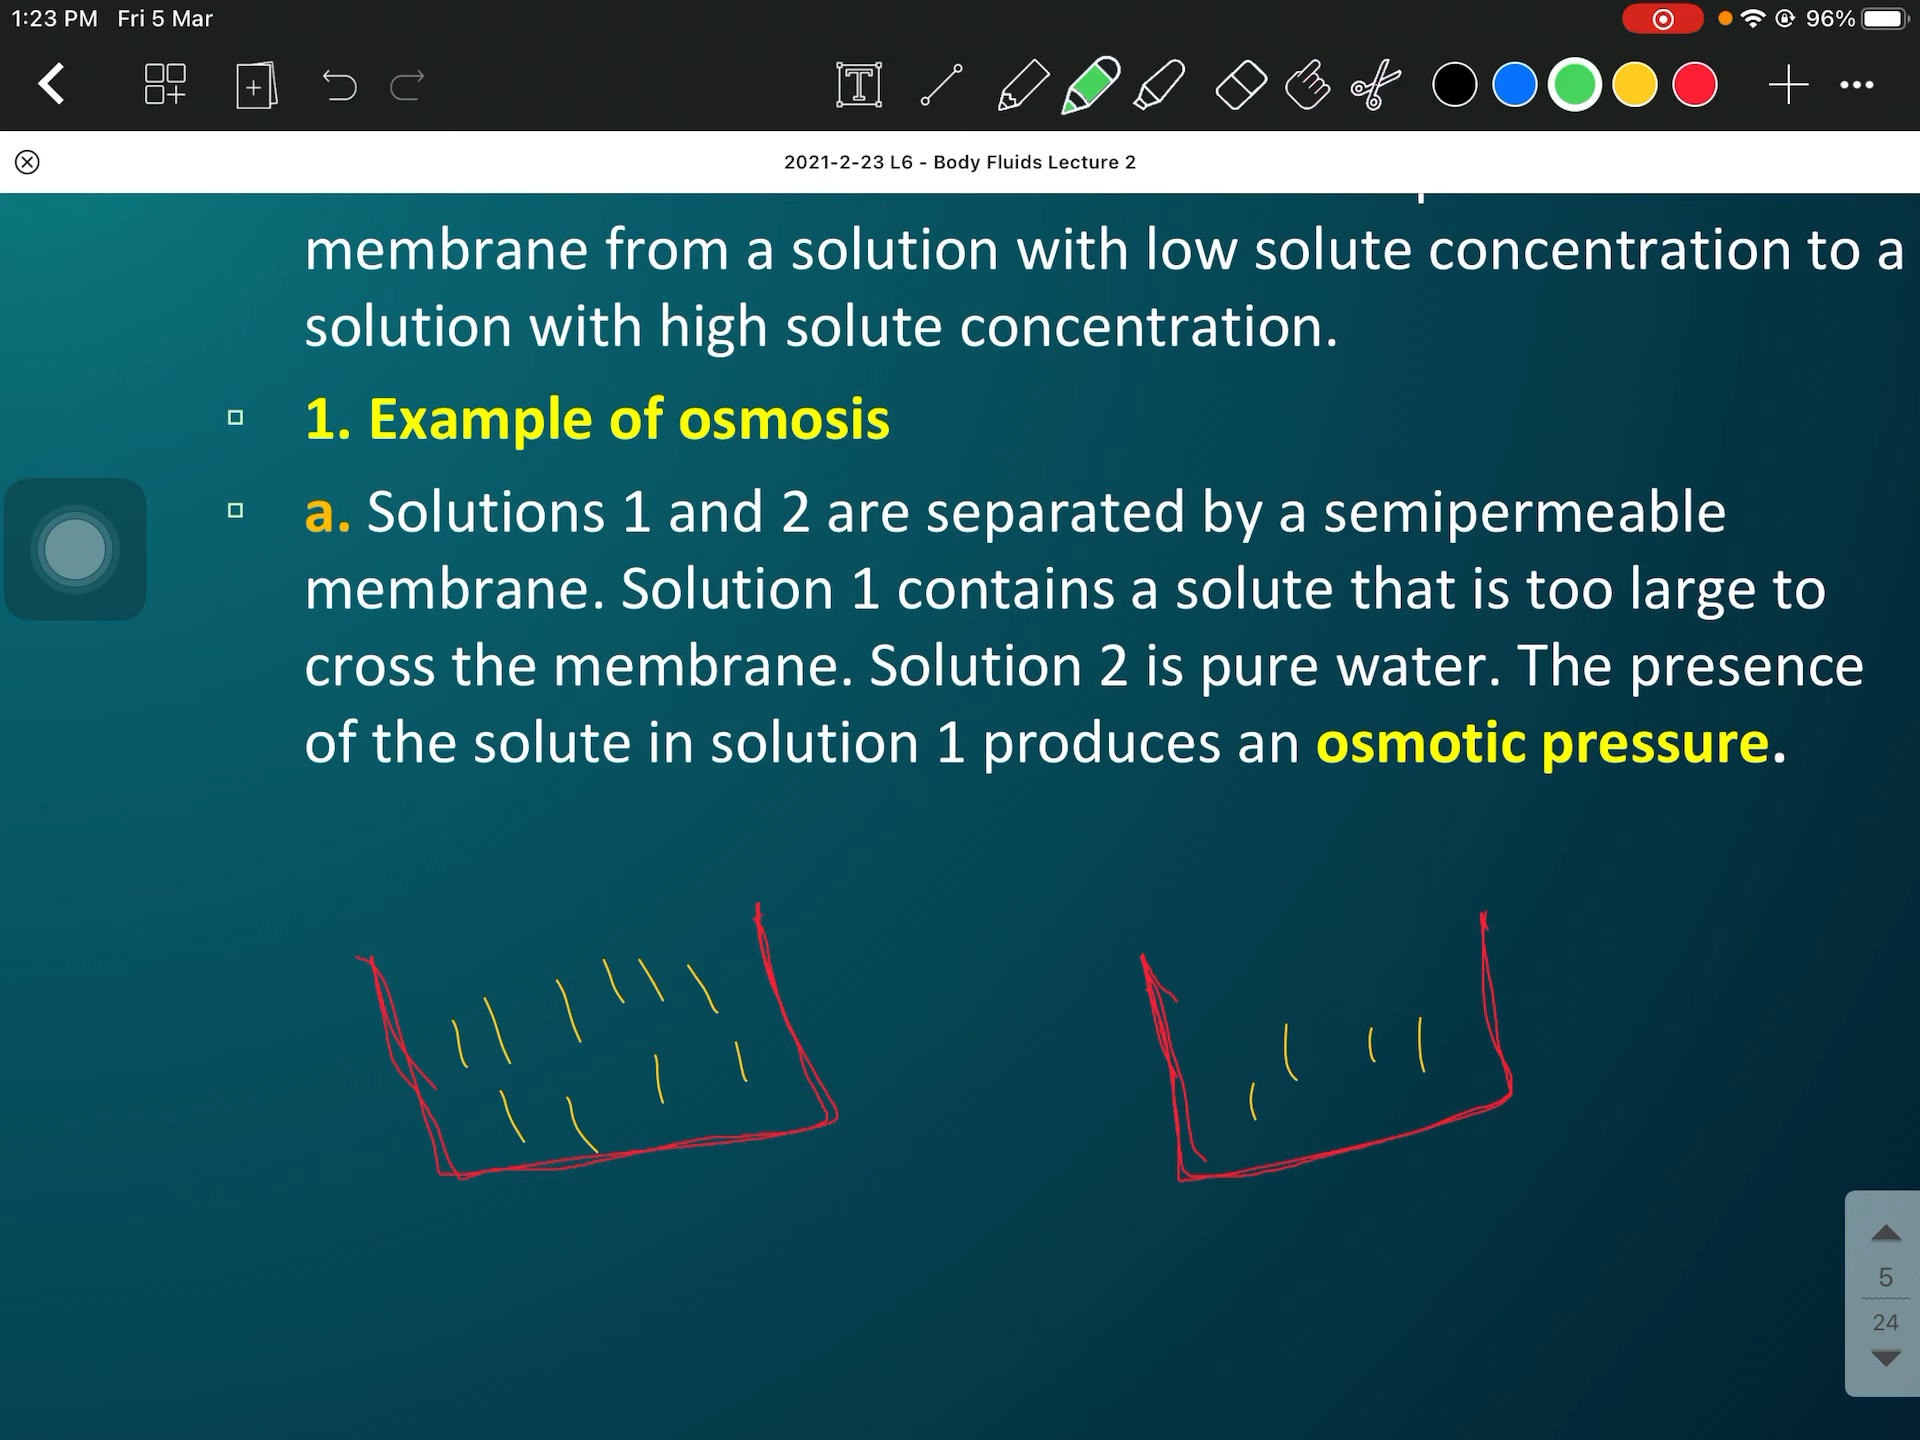 1:23 PM Fri 5 Mar
96%
2021-2-23 L6 - Body Fluids Lecture 2
membrane from a solution with low solute concentration to a
solution with high solute concentration.
1. Example of osmosis
a. Solutions 1 and 2 are separated by a semipermeable
membrane. Solution 1 contains a solute that is too large to
cross the membrane. Solution 2 is pure water. The presence
of the solute in solution 1 produces an osmotic pressure.
5
24